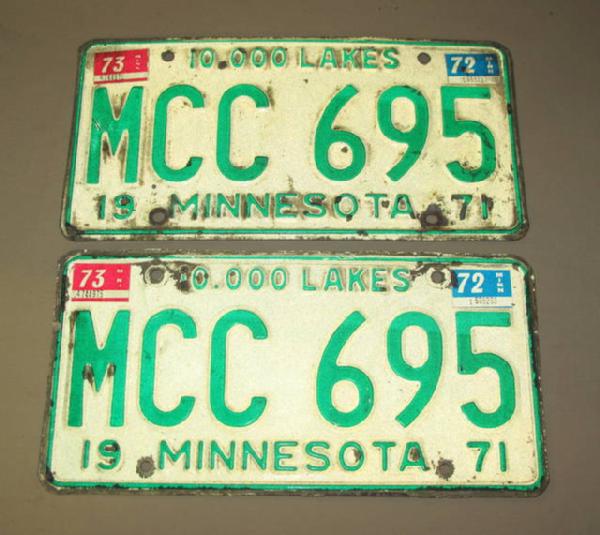 73 10.000 LAKES 72
MCC 695
19 MINNESOTA 71
73 10.000 LAKES 72 MINN
MCC 695
19 MINNESOTA 71